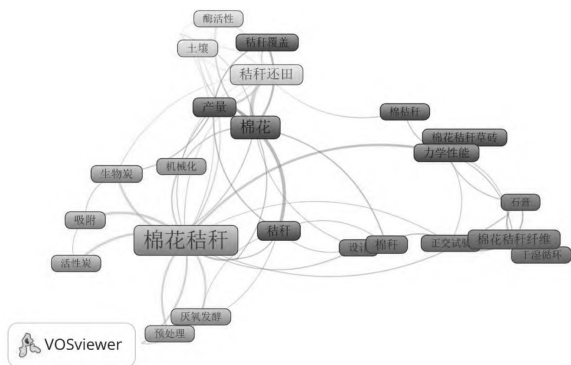 酶活性
土壤
秸秆覆盖
秸秆还田
产量
棉花
棉秸秆
棉花秸秆草砖
力学性能
机械化
生物炭
吸附
石膏
棉花秸秆
秸秆
设计
棉秆
正交试验
棉花秸秆纤维
干湿循环
活性炭
厌氧发酵
预处理
VOSviewer